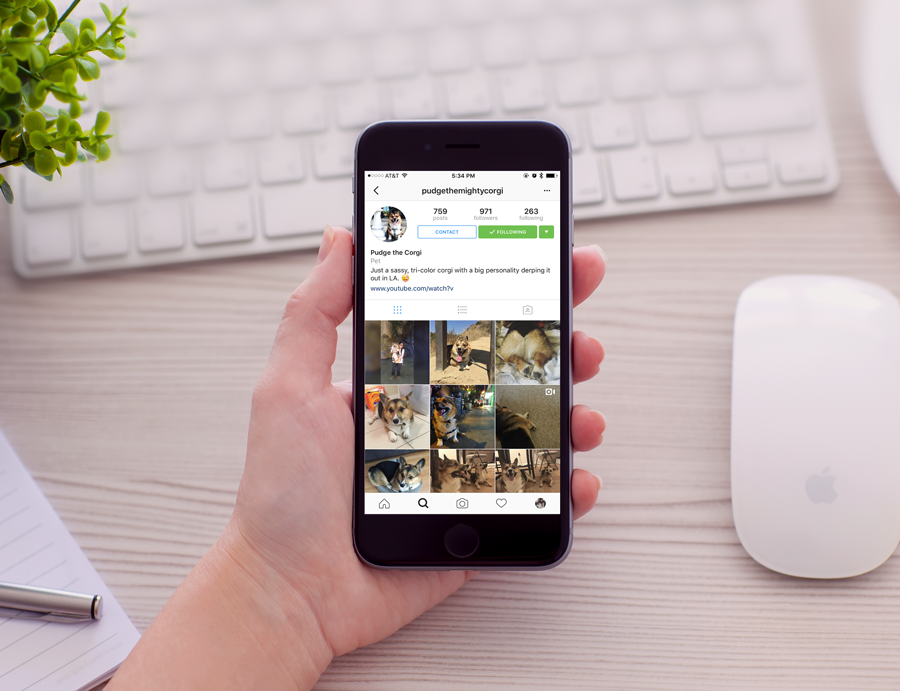 AT&T 5:34 PM
pudgethemightycorgi
759 971 263
posts followers following
CONTACT FOLLOWING
Pudge the Corgi
Pet
Just a sassy, tri-color corgi with a big personality derping it
out in LA. 😄
www.youtube.com/watch?v